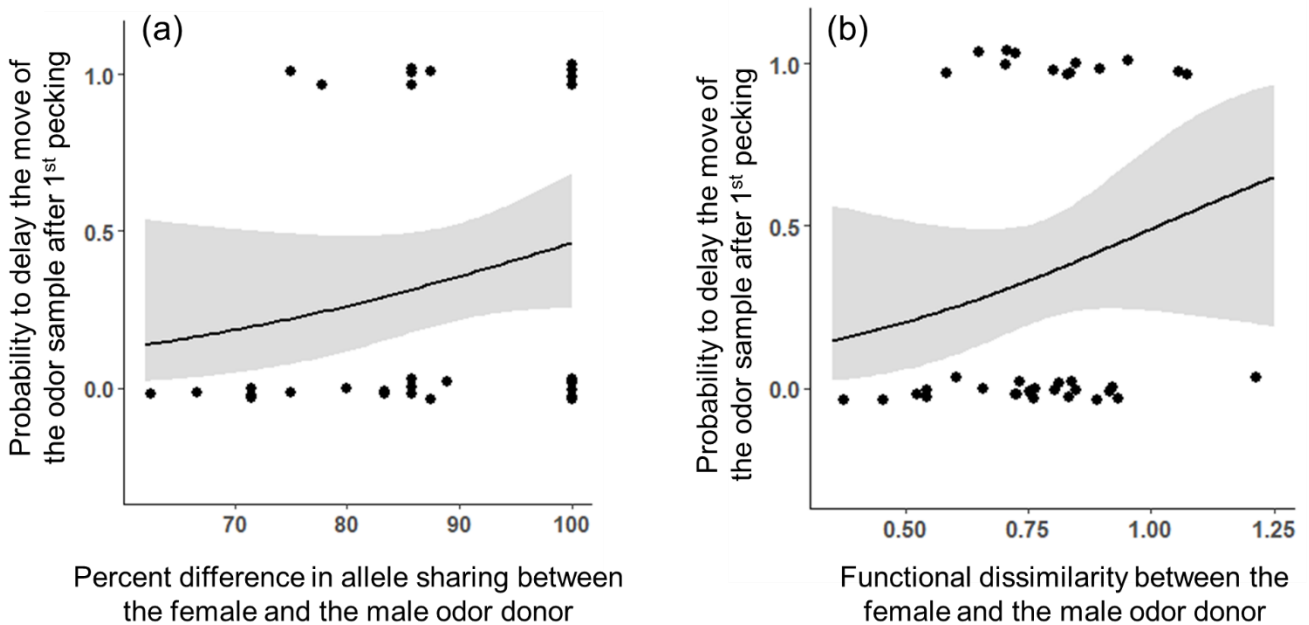 (a)
Probability to delay the move of
the odor sample after 1st pecking
1.0
0.5
0.0
70 80 90 100
Percent difference in allele sharing between
the female and the male odor donor
(b)
Probability to delay the move of
the odor sample after 1st pecking
1.0
0.5
0.0
0.50 0.75 1.00 1.25
Functional dissimilarity between the
female and the male odor donor